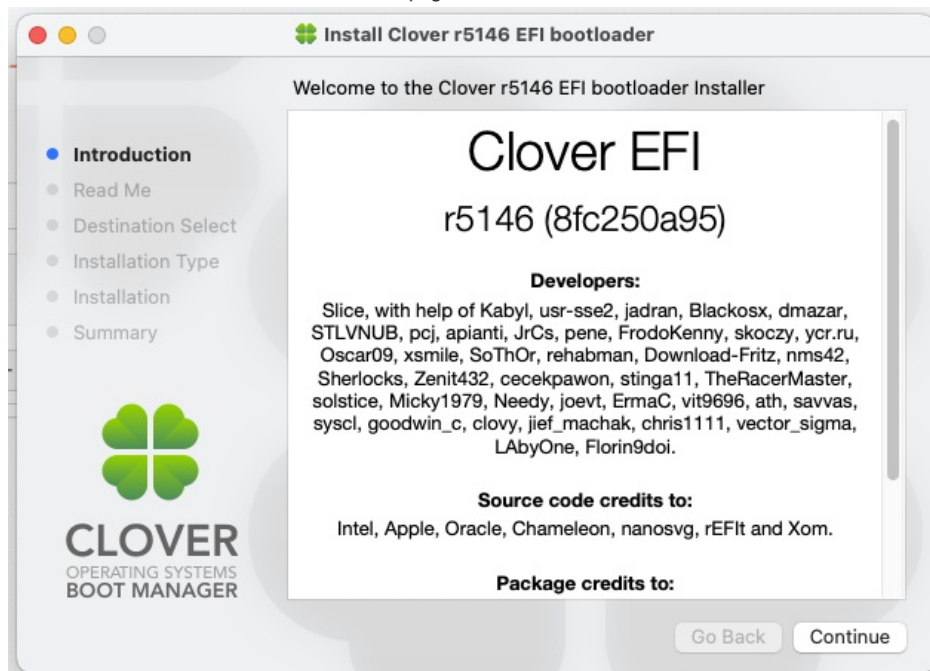 Install Clover r5146 EFI bootloader
Welcome to the Clover r5146 EFI bootloader Installer
Introduction
Read Me
Destination Select
Installation Type
Installation
Summary
CLOVER
OPERATING SYSTEMS
BOOT MANAGER
Clover EFI
r5146 (8fc250a95)
Developers:
Slice, with help of Kabyl, usr-sse2, jadran, Blackosx, dmazar,
STLVNUB, pcj, apianti, JrCs, pene, FrodoKenny, skoczy, ycr.ru,
Oscar09, xsmile, SoThOr, rehabman, Download-Fritz, nms42,
Sherlocks, Zenit432, cecekpawon, stinga11, TheRacerMaster,
solstice, Micky1979, Needy, joevt, ErmaC, vit9696, ath, savvas,
syscl, goodwin_c, clovy, jief_machak, chris1111, vector_sigma,
LAbyOne, Florin9doi.
Source code credits to:
Intel, Apple, Oracle, Chameleon, nanosvg, rEFIt and Xom.
Package credits to:
Go Back
Continue